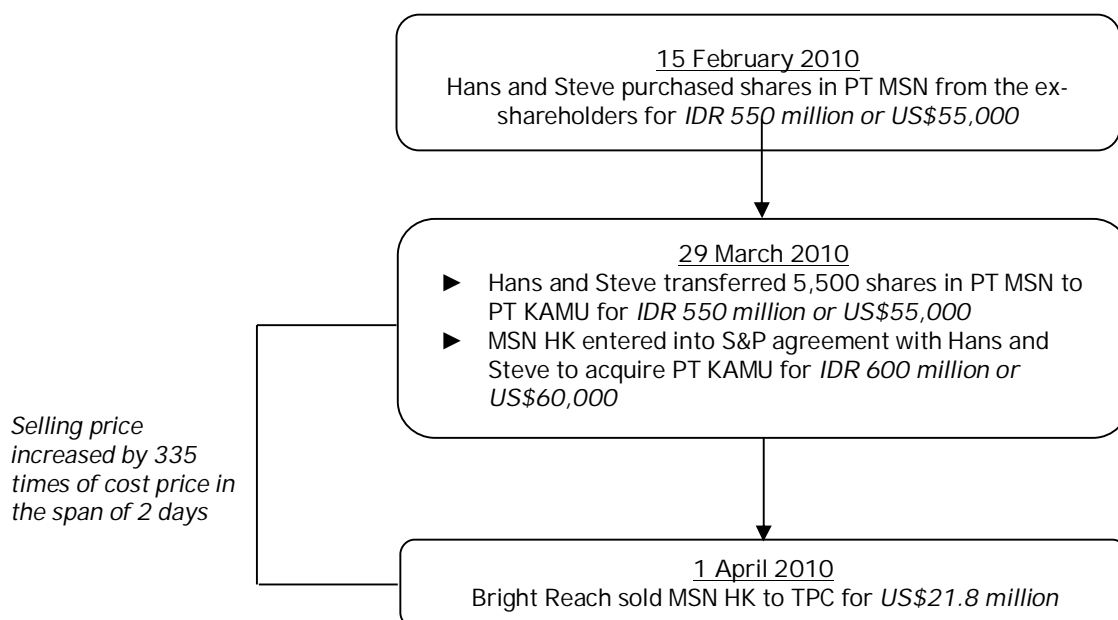 15 February 2010
Hans and Steve purchased shares in PT MSN from the ex-
shareholders for IDR 550 million or US$55,000
29 March 2010
► Hans and Steve transferred 5,500 shares in PT MSN to
PT KAMU for IDR 550 million or US$55,000
► MSN HK entered into S&P agreement with Hans and
Steve to acquire PT KAMU for IDR 600 million or
US$60,000
Selling price
increased by 335
times of cost price in
the span of 2 days
1 April 2010
Bright Reach sold MSN HK to TPC for US$21.8 million